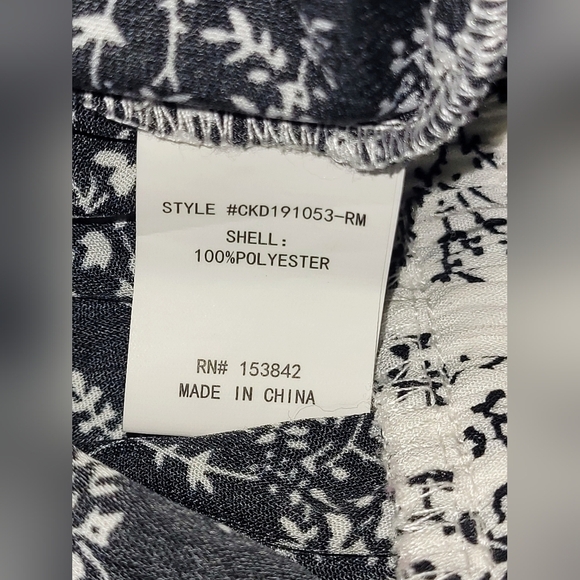 STYLE #CKD191053-RM
SHELL:
100%POLYESTER
RN# 153842
MADE IN CHINA